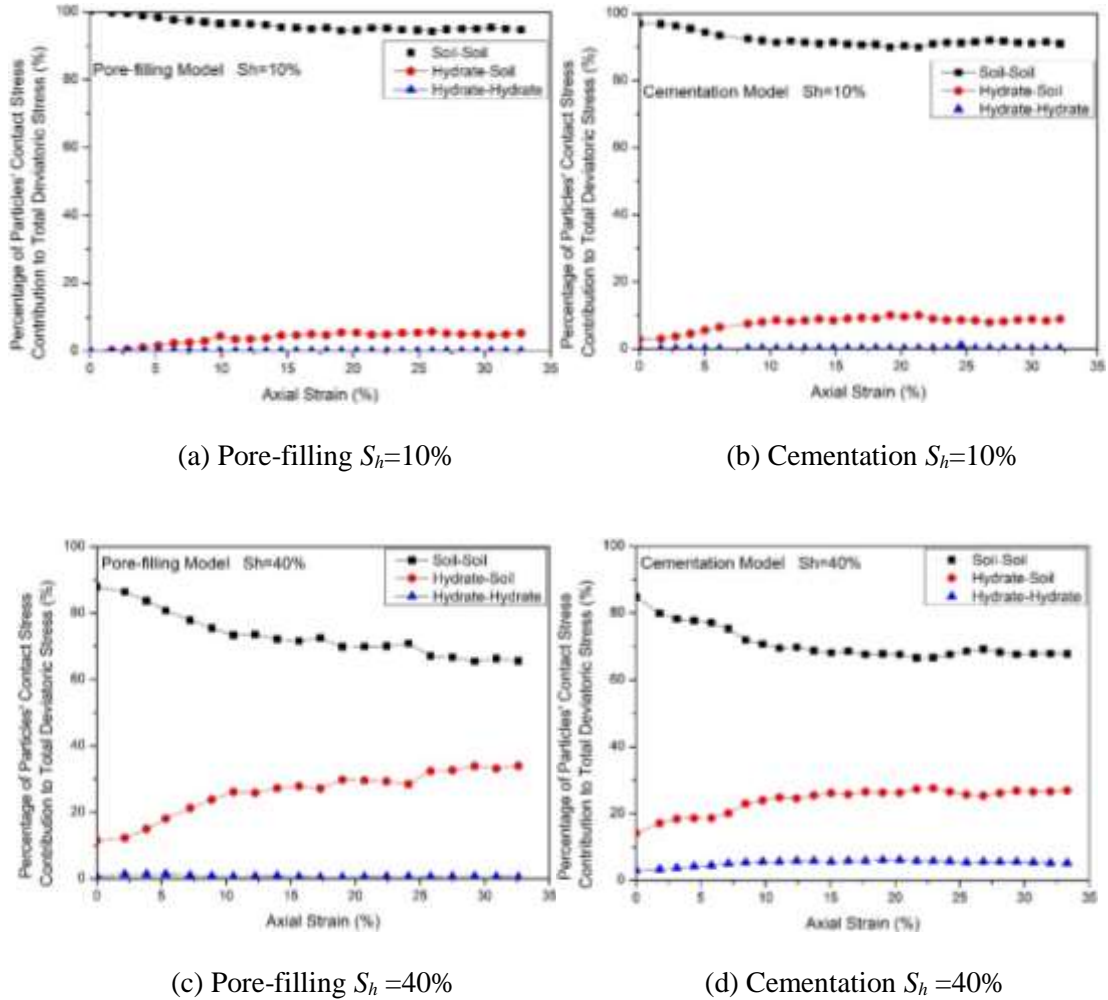 Percentage of Particles' Contact Stress
Contribution to Total Deviatoric Stress (%)
100
80
60
40
20
0
Pore-filling Model Sh=10%
Soil-Soil
Hydrate-Soil
Hydrate-Hydrate
0 5 10 15 20 25 30 35
Axial Strain (%)
(a) Pore-filling Sh=10%
Percentage of Particles' Contact Stress
Contribution to Total Deviatoric Stress (%)
100
80
60
40
20
0
Cementation Model Sh=10%
Soil-Soil
Hydrate-Soil
Hydrate-Hydrate
0 5 10 15 20 25 30 35
Axial Strain (%)
(b) Cementation Sh=10%
Percentage of Particles' Contact Stress
Contribution to Total Deviatoric Stress (%)
100
80
60
40
20
0
Pore-filling Model Sh=40%
Soil-Soil
Hydrate-Soil
Hydrate-Hydrate
0 5 10 15 20 25 30 35
Axial Strain (%)
(c) Pore-filling Sh =40%
Percentage of Particles' Contact Stress
Contribution to Total Deviatoric Stress (%)
100
80
60
40
20
0
Cementation Model Sh=40%
Soil-Soil
Hydrate-Soil
Hydrate-Hydrate
0 5 10 15 20 25 30 35
Axial Strain (%)
(d) Cementation Sh =40%